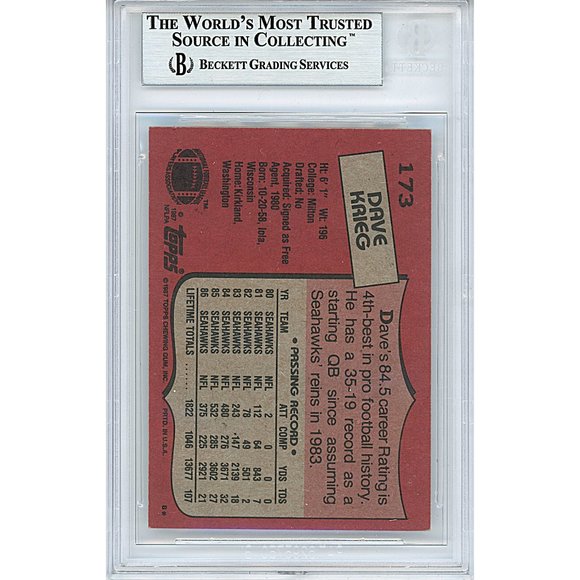 THE WORLD'S MOST TRUSTED
SOURCE IN COLLECTING™
B BECKETT GRADING SERVICES
173
DAVE
KRIEG
Ht: 6' 1" Wt: 196
College: Milton
Drafted: No
Acquired: Signed as Free
Agent, 1980
Born: 10-20-58, Iola,
Wisconsin
Home: Kirkland,
Washington
TM
© 1987
NFLPA
topps
Dave's 84.5 career Rating is
4th-best in pro football history.
He has a 35-19 record as a
starting QB since assuming
Seahawks' reins in 1983.
• PASSING RECORD •
YR TEAM ATT COMP YDS TDS
80 SEAHAWKS NFL 2 0 0 0
81 SEAHAWKS NFL 112 64 843 7
82 SEAHAWKS NFL 78 49 501 2
83 SEAHAWKS NFL 243 147 2139 18
84 SEAHAWKS NFL 480 276 3671 32
85 SEAHAWKS NFL 532 285 3602 27
86 SEAHAWKS NFL 375 225 2921 21
LIFETIME TOTALS ..... 1822 1046 13677 107
© 1987 TOPPS CHEWING GUM, INC. PRTD. IN U.S.A. B*